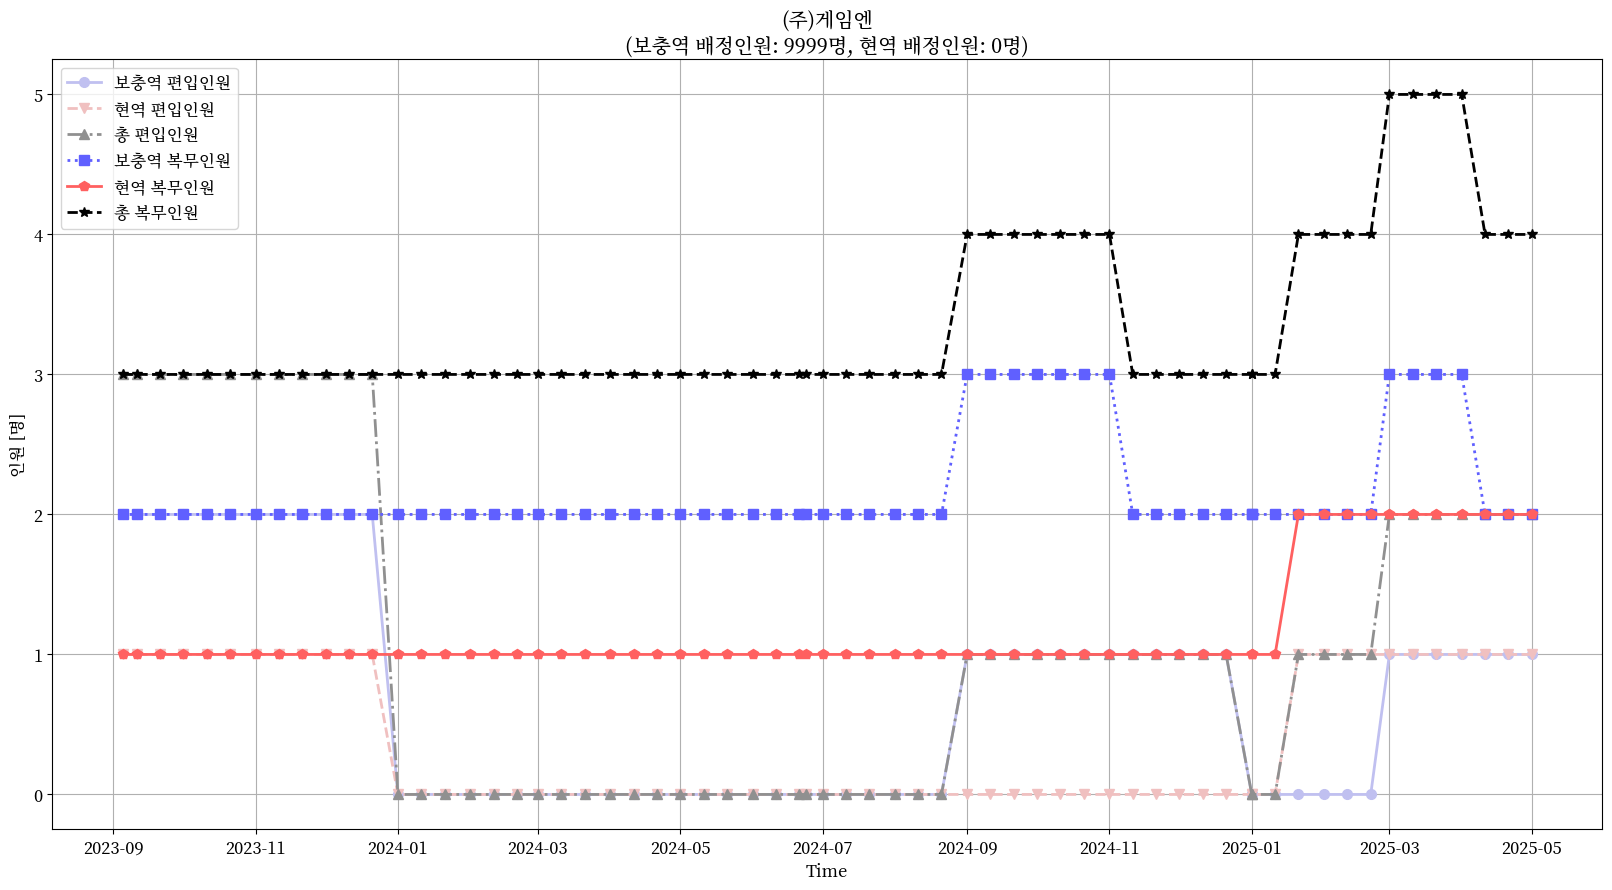 (주)게임엔
(보충역 배정인원: 9999명, 현역 배정인원: 0명)
보충역 편입인원
현역 편입인원
총 편입인원
보충역 복무인원
현역 복무인원
총 복무인원
인원 [명]
5
4
3
2
1
0
2023-09 2023-11 2024-01 2024-03 2024-05 2024-07 2024-09 2024-11 2025-01 2025-03 2025-05
Time